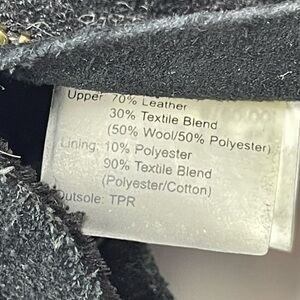 Upper 70% Leather
30% Textile Blend
(50% Wool/50% Polyester)
Lining: 10% Polyester
90% Textile Blend
(Polyester/Cotton)
Outsole: TPR